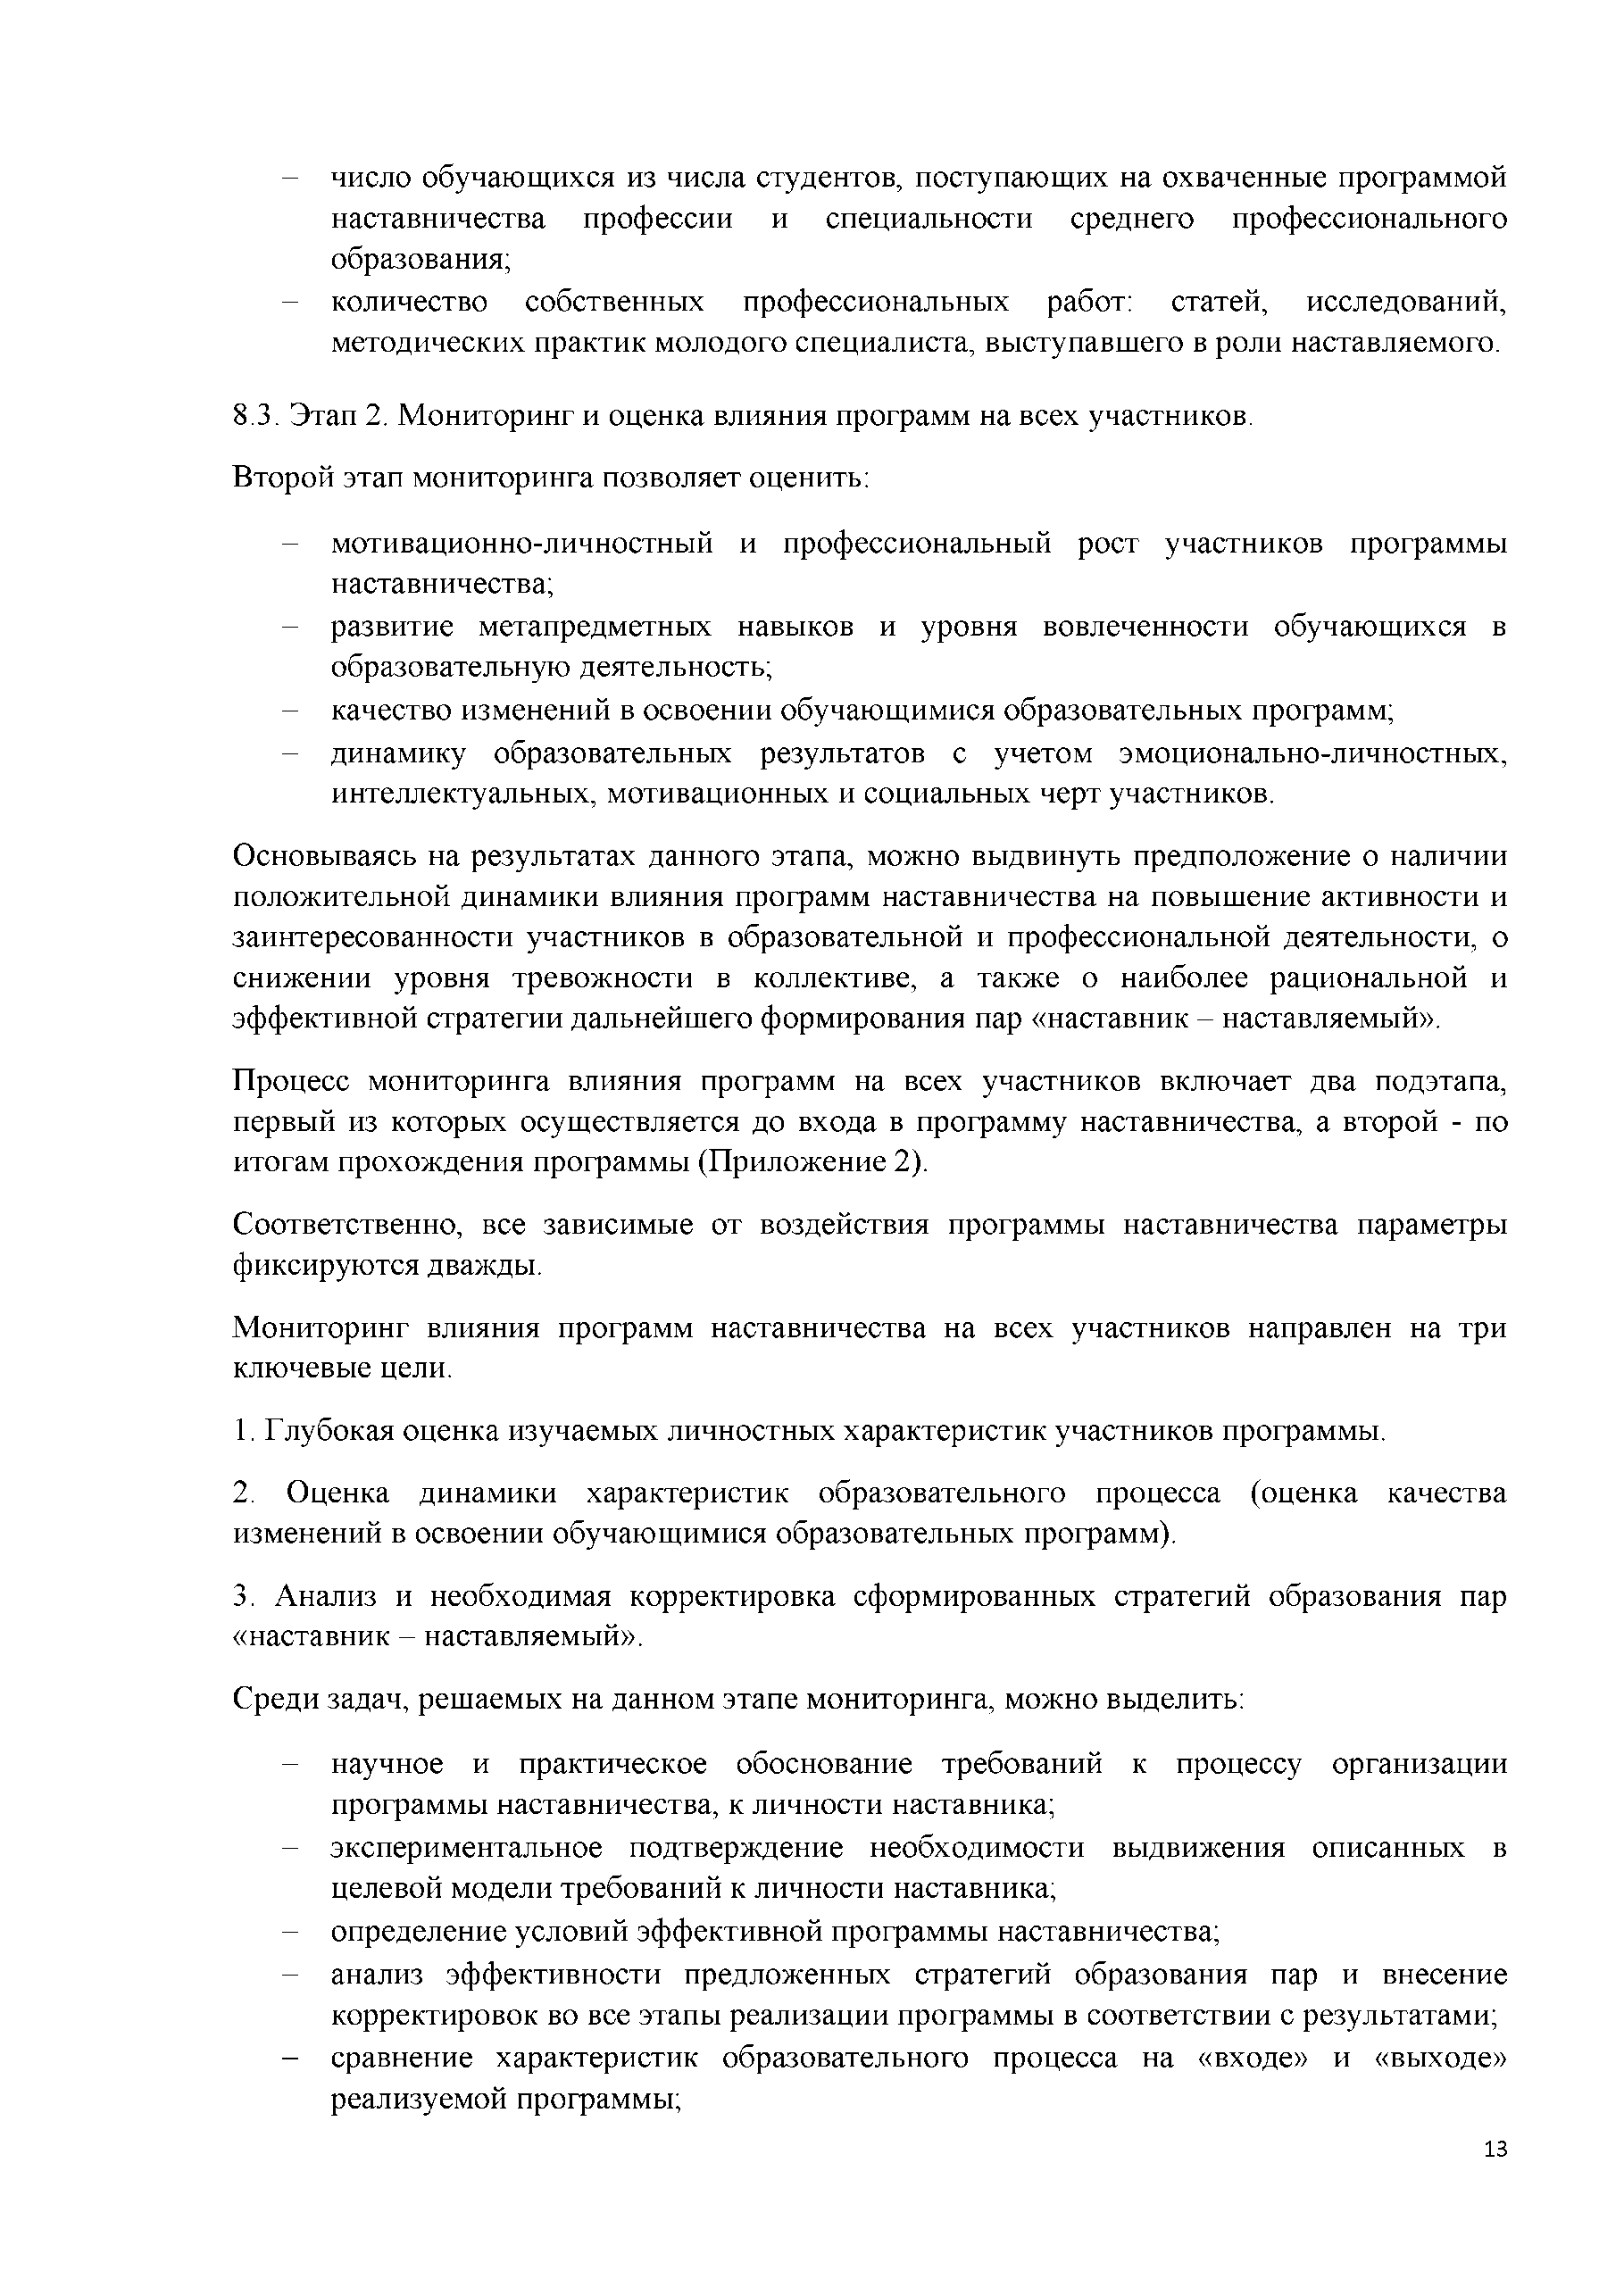 – число обучающихся из числа студентов, поступающих на охваченные программой
наставничества профессии и специальности среднего профессионального
образования;
– количество собственных профессиональных работ: статей, исследований,
методических практик молодого специалиста, выступавшего в роли наставляемого.
8.3. Этап 2. Мониторинг и оценка влияния программ на всех участников.
Второй этап мониторинга позволяет оценить:
– мотивационно-личностный и профессиональный рост участников программы
наставничества;
– развитие метапредметных навыков и уровня вовлеченности обучающихся в
образовательную деятельность;
– качество изменений в освоении обучающимися образовательных программ;
– динамику образовательных результатов с учетом эмоционально-личностных,
интеллектуальных, мотивационных и социальных черт участников.
Основываясь на результатах данного этапа, можно выдвинуть предположение о наличии
положительной динамики влияния программ наставничества на повышение активности и
заинтересованности участников в образовательной и профессиональной деятельности, о
снижении уровня тревожности в коллективе, а также о наиболее рациональной и
эффективной стратегии дальнейшего формирования пар «наставник – наставляемый».
Процесс мониторинга влияния программ на всех участников включает два подэтапа,
первый из которых осуществляется до входа в программу наставничества, а второй - по
итогам прохождения программы (Приложение 2).
Соответственно, все зависимые от воздействия программы наставничества параметры
фиксируются дважды.
Мониторинг влияния программ наставничества на всех участников направлен на три
ключевые цели.
1. Глубокая оценка изучаемых личностных характеристик участников программы.
2. Оценка динамики характеристик образовательного процесса (оценка качества
изменений в освоении обучающимися образовательных программ).
3. Анализ и необходимая корректировка сформированных стратегий образования пар
«наставник – наставляемый».
Среди задач, решаемых на данном этапе мониторинга, можно выделить:
– научное и практическое обоснование требований к процессу организации
программы наставничества, к личности наставника;
– экспериментальное подтверждение необходимости выдвижения описанных в
целевой модели требований к личности наставника;
– определение условий эффективной программы наставничества;
– анализ эффективности предложенных стратегий образования пар и внесение
корректировок во все этапы реализации программы в соответствии с результатами;
– сравнение характеристик образовательного процесса на «входе» и «выходе»
реализуемой программы;
13